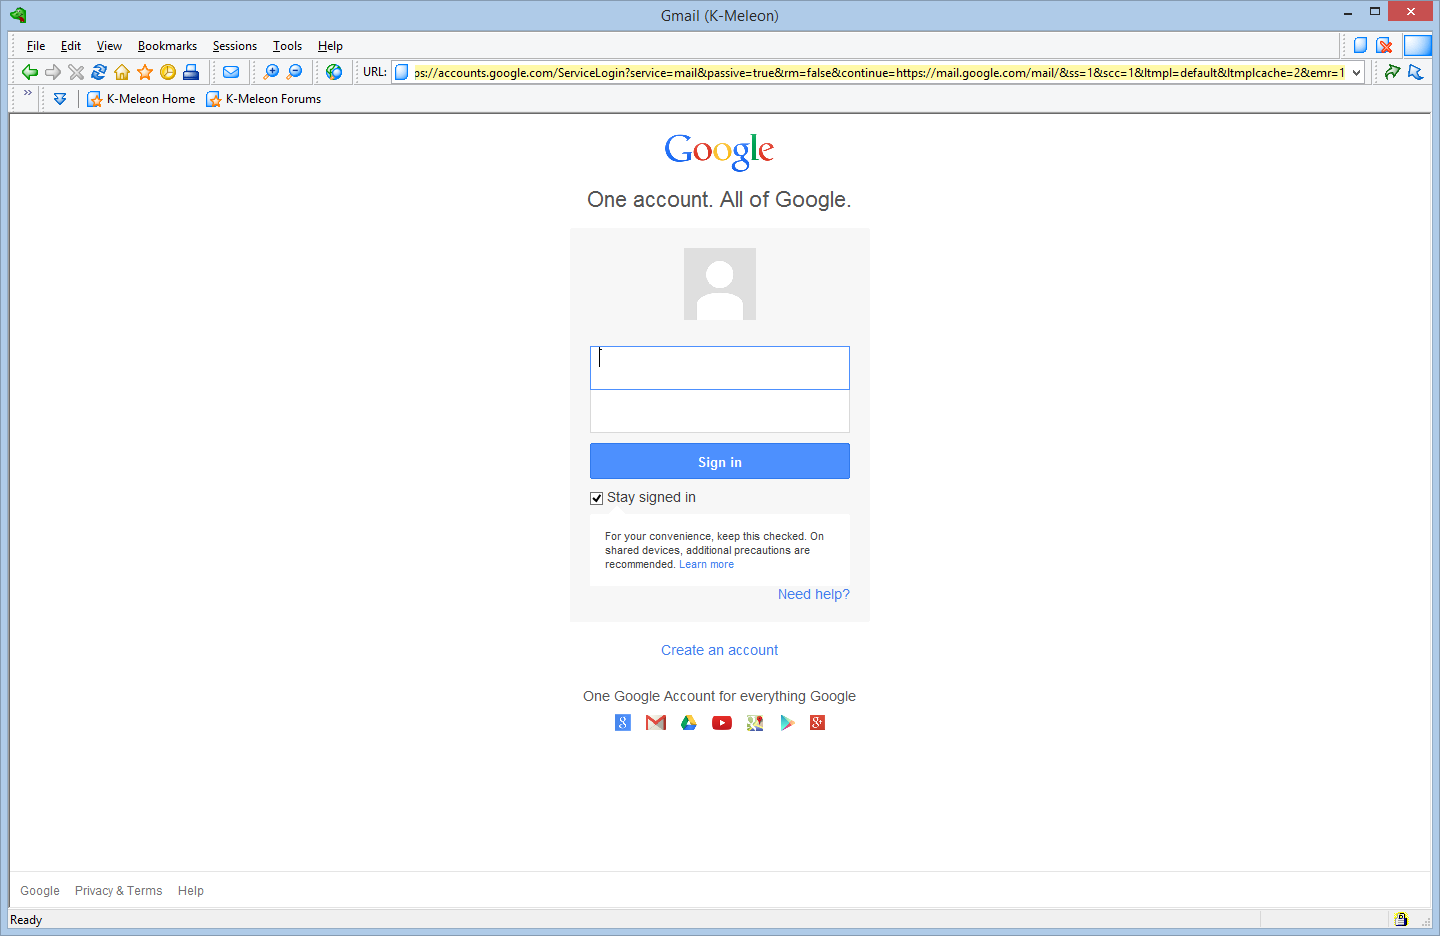 Gmail (K-Meleon)
File Edit View Bookmarks Sessions Tools Help
URL: ps://accounts.google.com/ServiceLogin?service=mail&passive=true&rm=false&continue=https://mail.google.com/mail/&ss=1&scc=1&ltmpl=default&ltmplcache=2&emr=1
K-Meleon Home K-Meleon Forums
Google
One account. All of Google.
Sign in
Stay signed in
For your convenience, keep this checked. On
shared devices, additional precautions are
recommended. Learn more
Need help?
Create an account
One Google Account for everything Google
Google Privacy & Terms Help
Ready